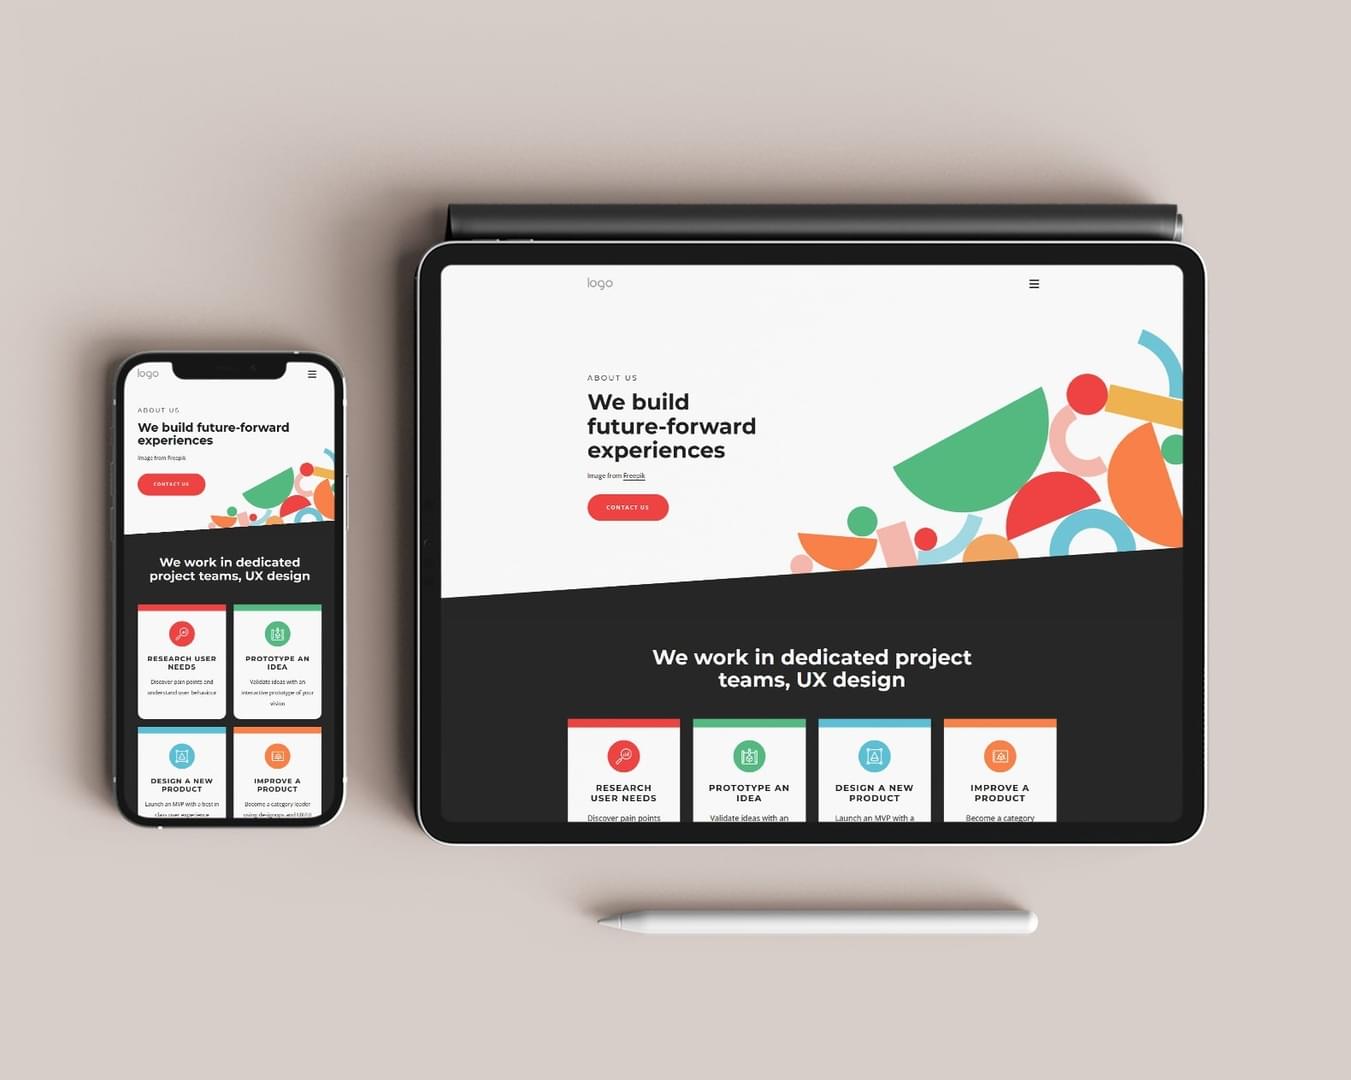 logo
ABOUT US
We build future-forward
experiences
Image from Freepik
CONTACT US
We work in dedicated
project teams, UX design
RESEARCH USER
NEEDS
Discover pain points and
understand user behaviour
PROTOTYPE AN
IDEA
Validate ideas with an
interactive prototype of your
vision
DESIGN A NEW
PRODUCT
Launch an MVP with a best in
class user experience
IMPROVE A
PRODUCT
Become a category leader
using designops and UX/UI
logo
ABOUT US
We build
future-forward
experiences
Image from Freepik
CONTACT US
We work in dedicated project
teams, UX design
RESEARCH
USER NEEDS
Discover pain points
PROTOTYPE AN
IDEA
Validate ideas with an
DESIGN A NEW
PRODUCT
Launch an MVP with a
IMPROVE A
PRODUCT
Become a category